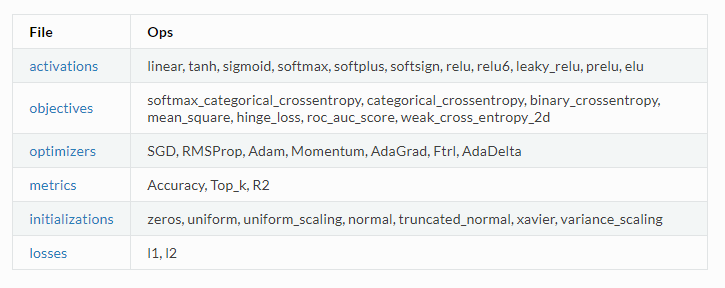 File Ops
activations linear, tanh, sigmoid, softmax, softplus, softsign, relu, relu6, leaky_relu, prelu, elu
objectives softmax_categorical_crossentropy, categorical_crossentropy, binary_crossentropy,
mean_square, hinge_loss, roc_auc_score, weak_cross_entropy_2d
optimizers SGD, RMSProp, Adam, Momentum, AdaGrad, Ftrl, AdaDelta
metrics Accuracy, Top_k, R2
initializations zeros, uniform, uniform_scaling, normal, truncated_normal, xavier, variance_scaling
losses l1, l2